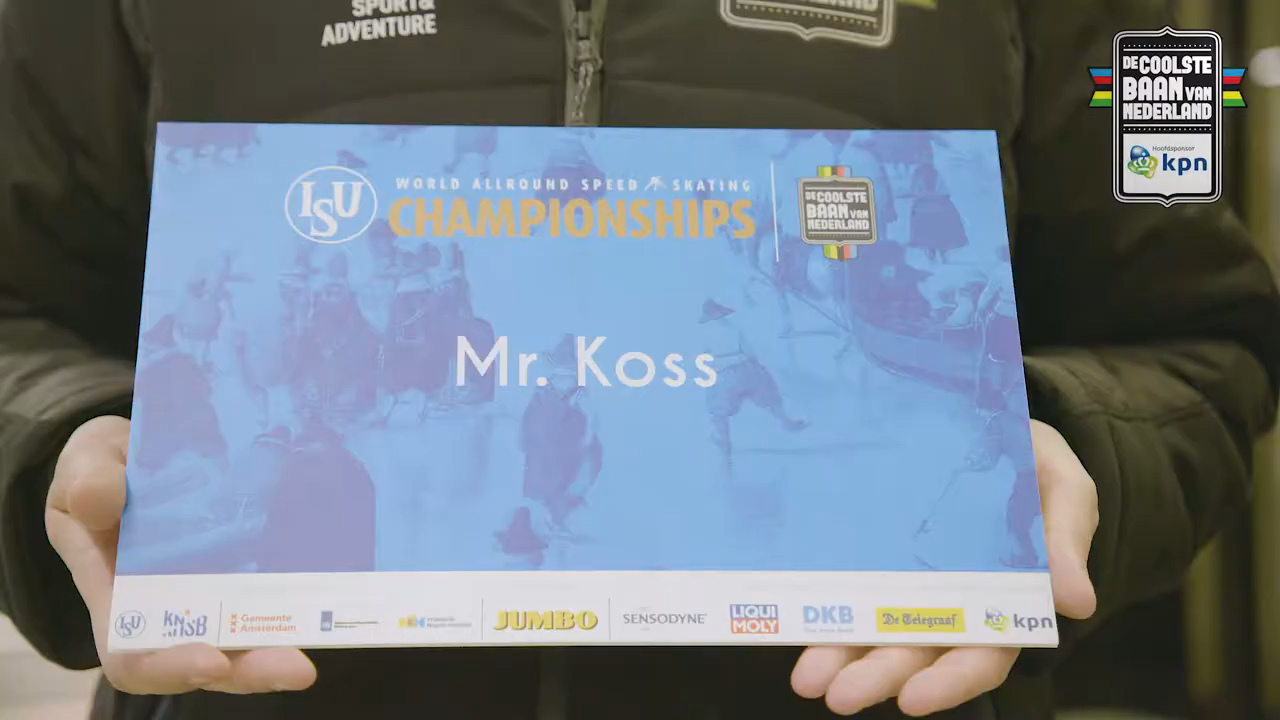 SPORT&
ADVENTURE
NEDERLAND
DE COOLSTE
BAAN VAN
NEDERLAND
Hoofdsponsor
kpn
ISU
WORLD ALLROUND SPEED SKATING
CHAMPIONSHIPS
DE COOLSTE
BAAN VAN
NEDERLAND
Mr. Koss
ISU
KNSB
Gemeente
Amsterdam
JUMBO
SENSODYNE
LIQUI
MOLY
DKB
De Telegraaf
kpn